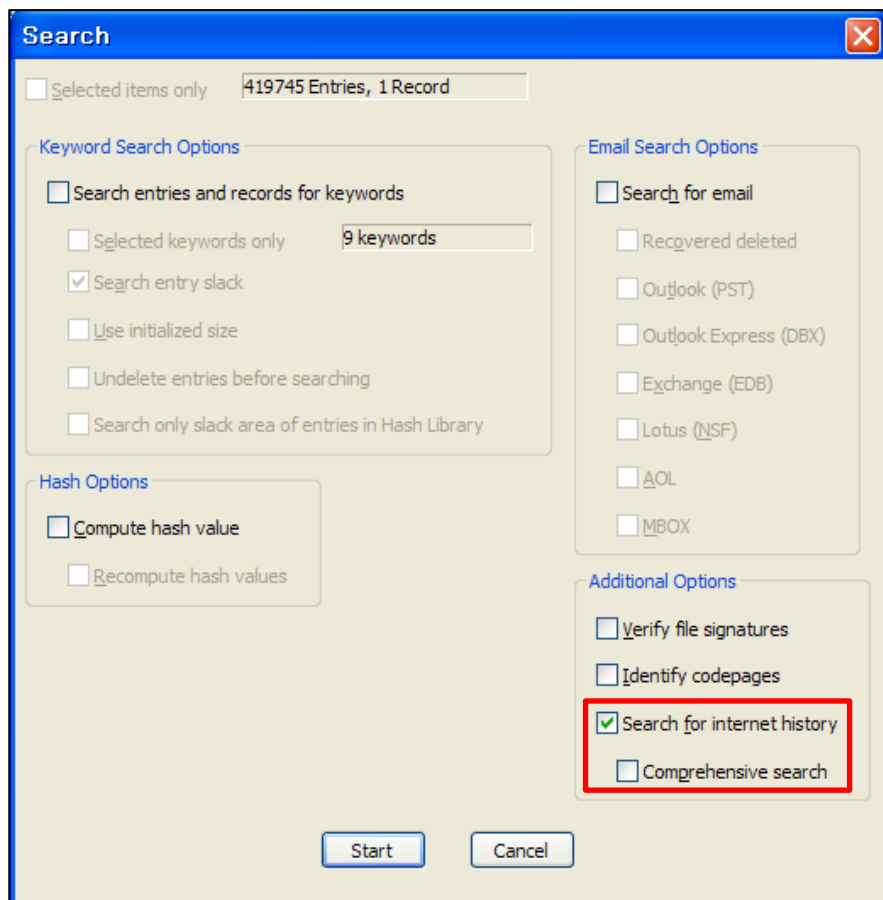 Search
Selected items only 419745 Entries, 1 Record
Keyword Search Options
Search entries and records for keywords
Selected keywords only 9 keywords
Search entry slack
Use initialized size
Undelete entries before searching
Search only slack area of entries in Hash Library
Hash Options
Compute hash value
Recompute hash values
Email Search Options
Search for email
Recovered deleted
Outlook (PST)
Outlook Express (DBX)
Exchange (EDB)
Lotus (NSF)
AOL
MBOX
Additional Options
Verify file signatures
Identify codepages
Search for internet history
Comprehensive search
Start Cancel